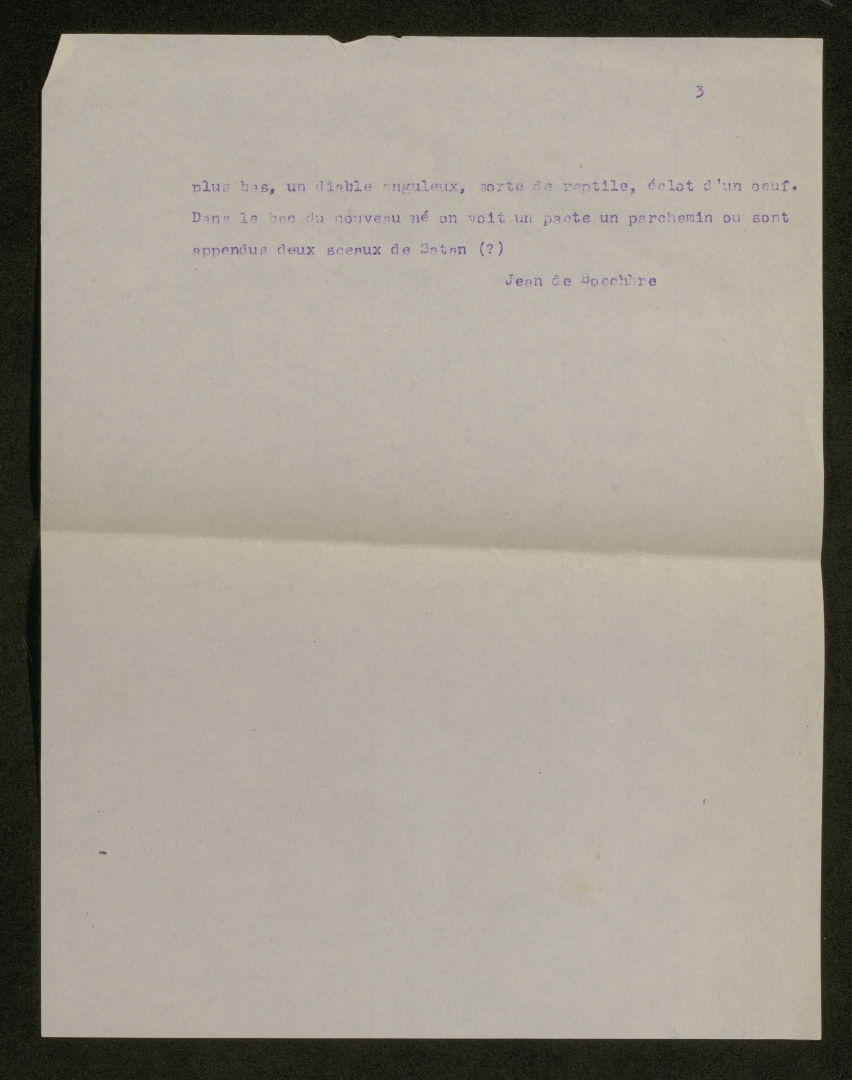 3
plus bas, un diable anguleux, sorte de reptile, éclot d'un oeuf.
Dans le bec du nouveau né on voit un pacte un parchemin ou sont
appendus deux sceaux de Satan (?)
Jean de Boschère